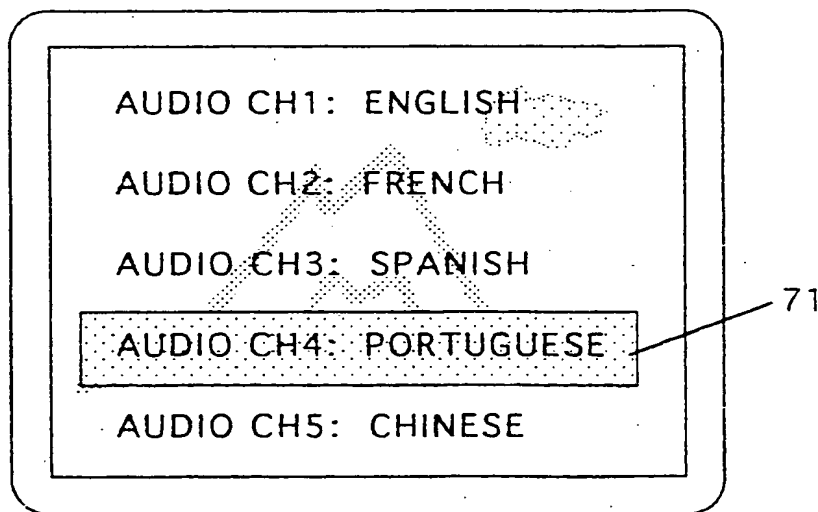 AUDIO CH1: ENGLISH
AUDIO CH2: FRENCH
AUDIO CH3: SPANISH
AUDIO CH4: PORTUGUESE
71
AUDIO CH5: CHINESE